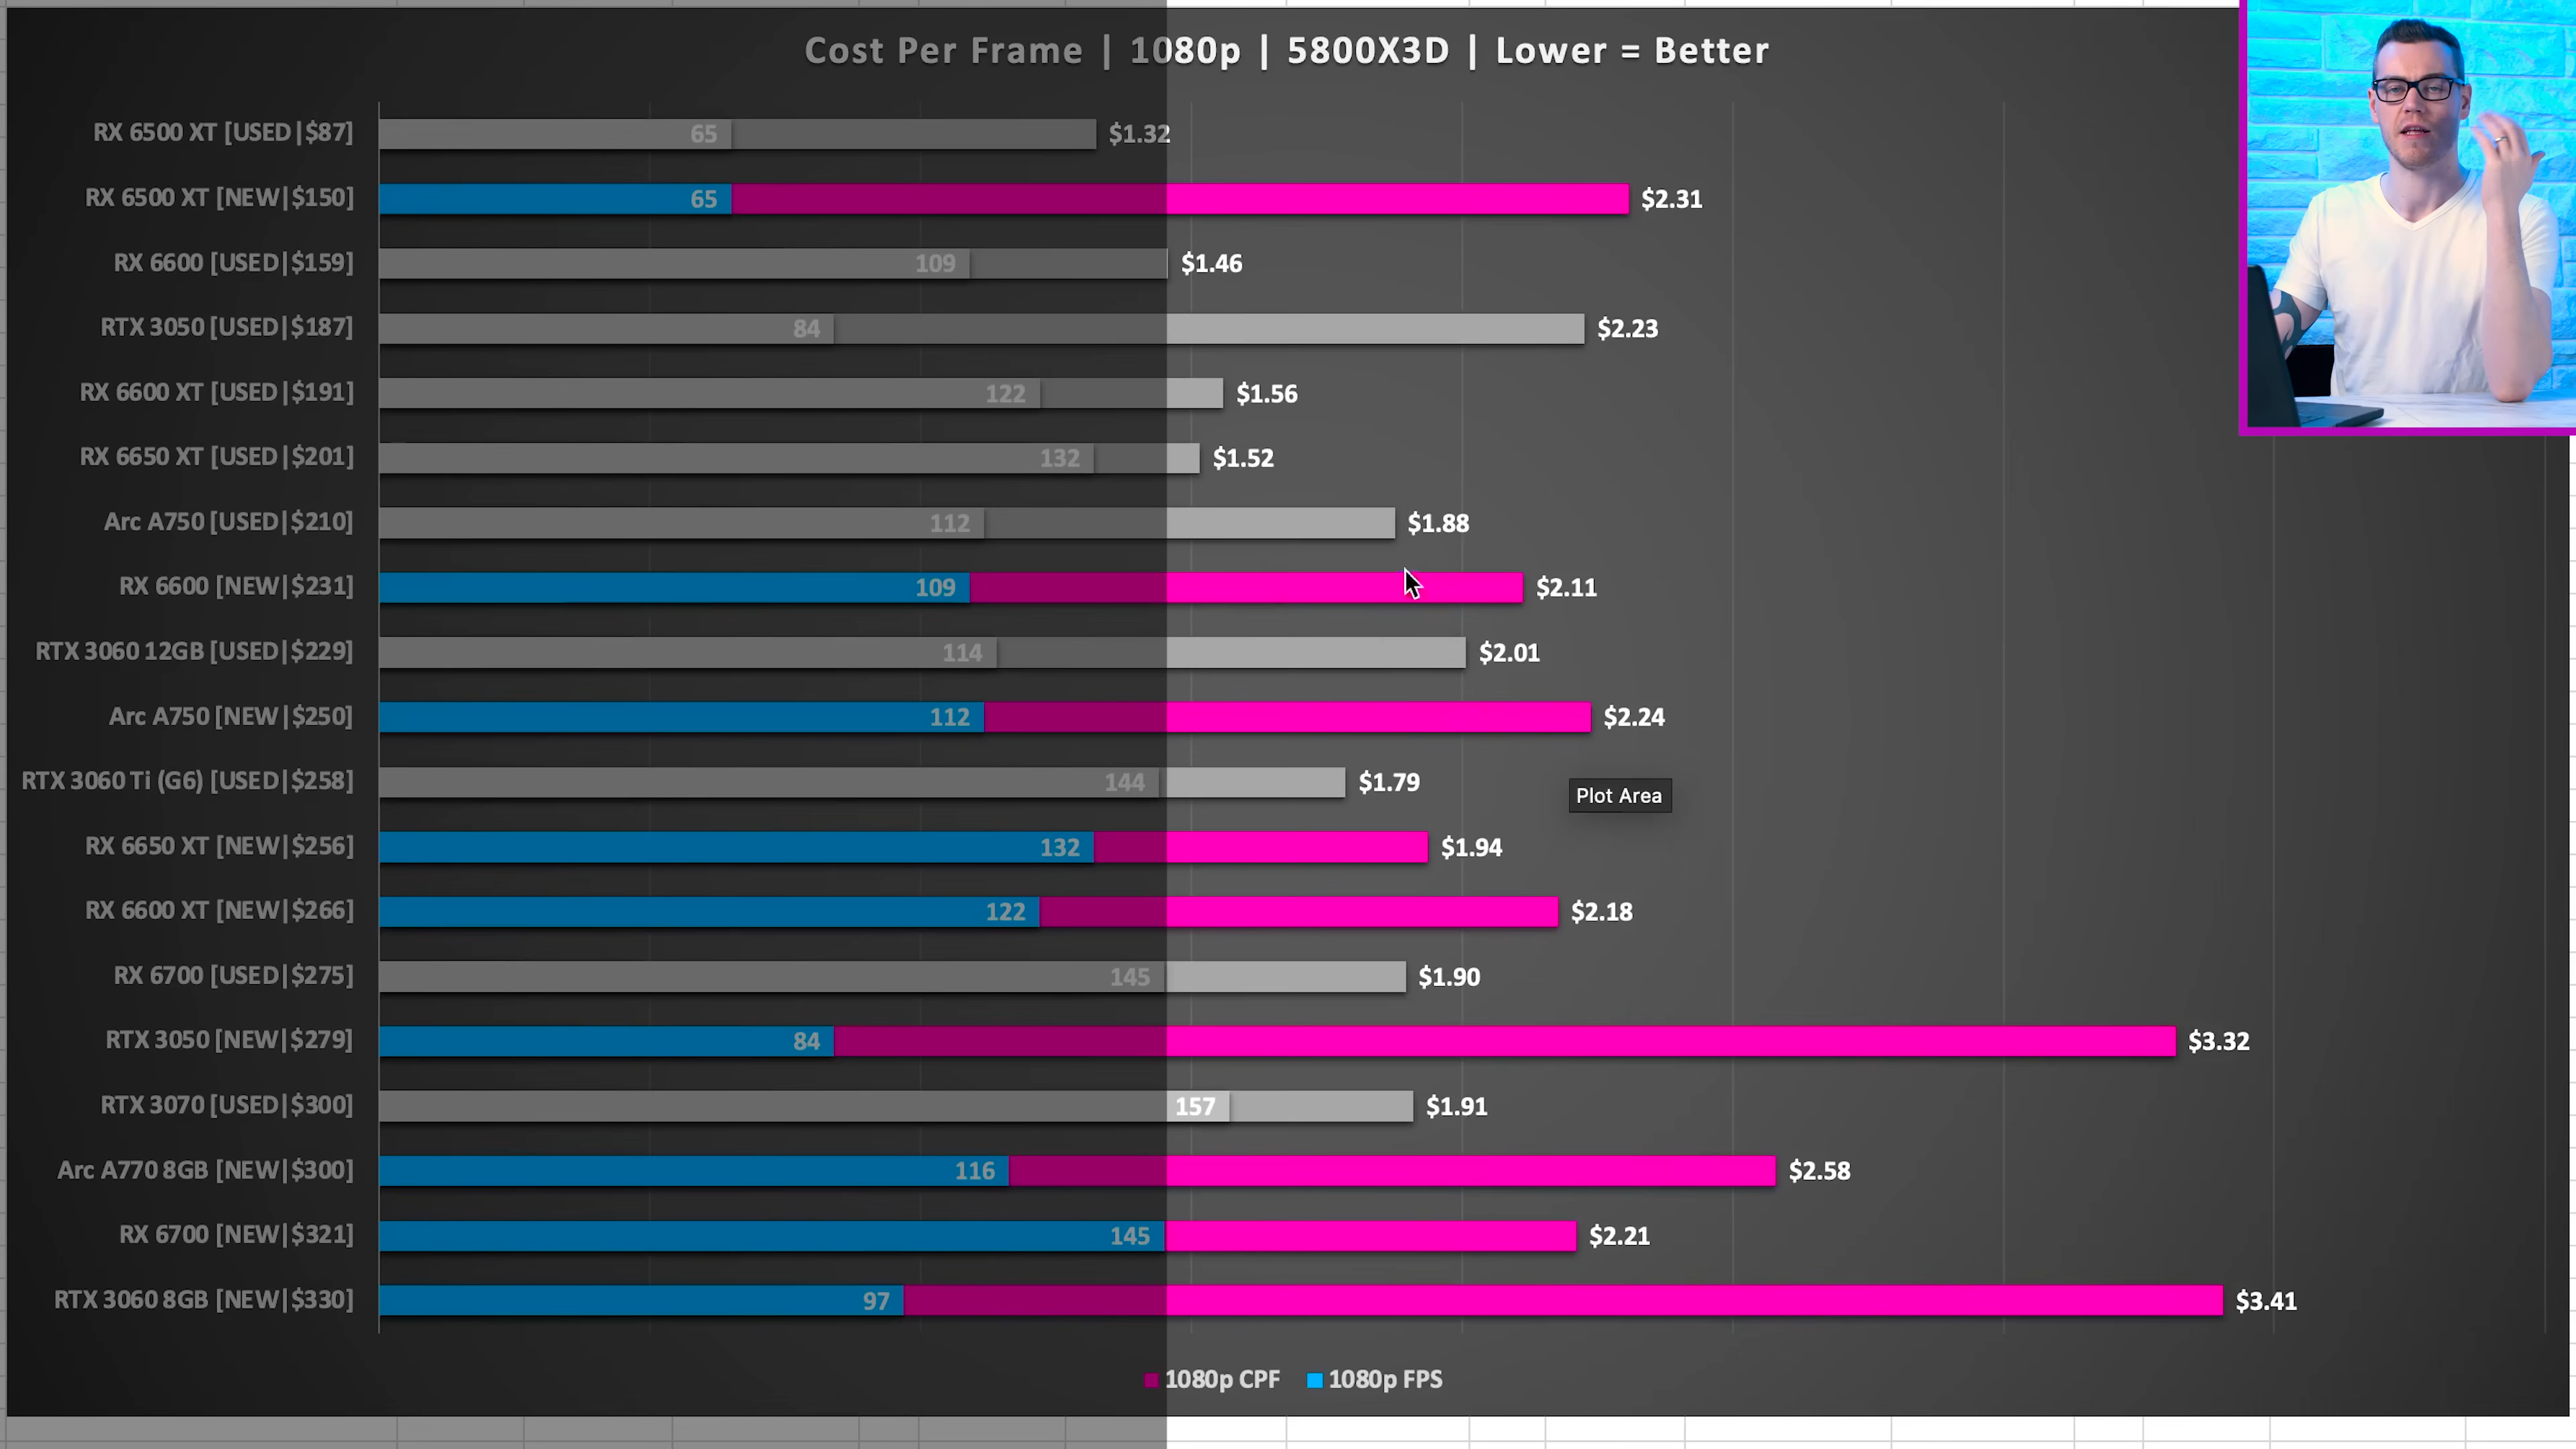 Cost Per Frame | 1080p | 5800X3D | Lower = Better
RX 6500 XT [USED|$87] 65 $1.32
RX 6500 XT [NEW|$150] 65 $2.31
RX 6600 [USED|$159] 109 $1.46
RTX 3050 [USED|$187] 84 $2.23
RX 6600 XT [USED|$191] 122 $1.56
RX 6650 XT [USED|$201] 132 $1.52
Arc A750 [USED|$210] 112 $1.88
RX 6600 [NEW|$231] 109 $2.11
RTX 3060 12GB [USED|$229] 114 $2.01
Arc A750 [NEW|$250] 112 $2.24
RTX 3060 Ti (G6) [USED|$258] 144 $1.79
Plot Area
RX 6650 XT [NEW|$256] 132 $1.94
RX 6600 XT [NEW|$266] 122 $2.18
RX 6700 [USED|$275] 145 $1.90
RTX 3050 [NEW|$279] 84 $3.32
RTX 3070 [USED|$300] 157 $1.91
Arc A770 8GB [NEW|$300] 116 $2.58
RX 6700 [NEW|$321] 145 $2.21
RTX 3060 8GB [NEW|$330] 97 $3.41
1080p CPF 1080p FPS